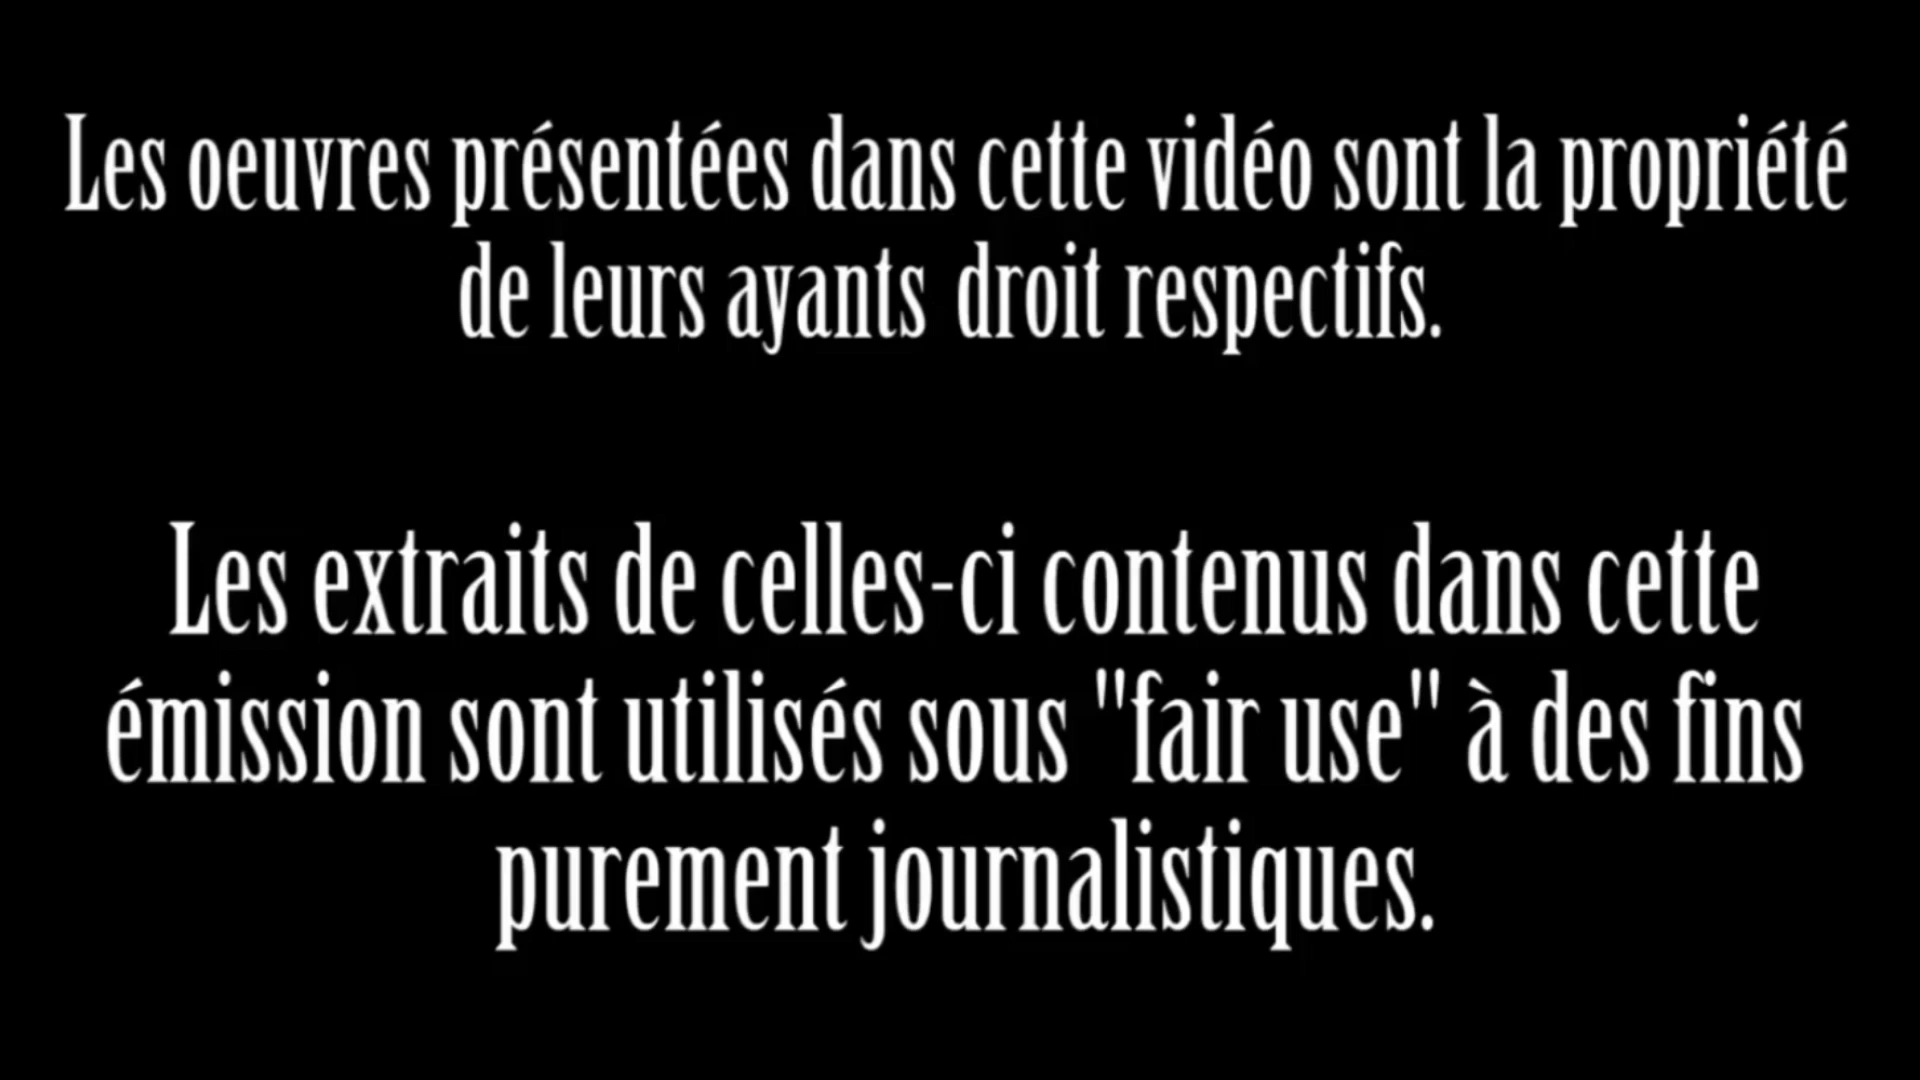 Les oeuvres présentées dans cette vidéo sont la propriété
de leurs ayants droit respectifs.
Les extraits de celles-ci contenus dans cette
émission sont utilisés sous "fair use" à des fins
purement journalistiques.